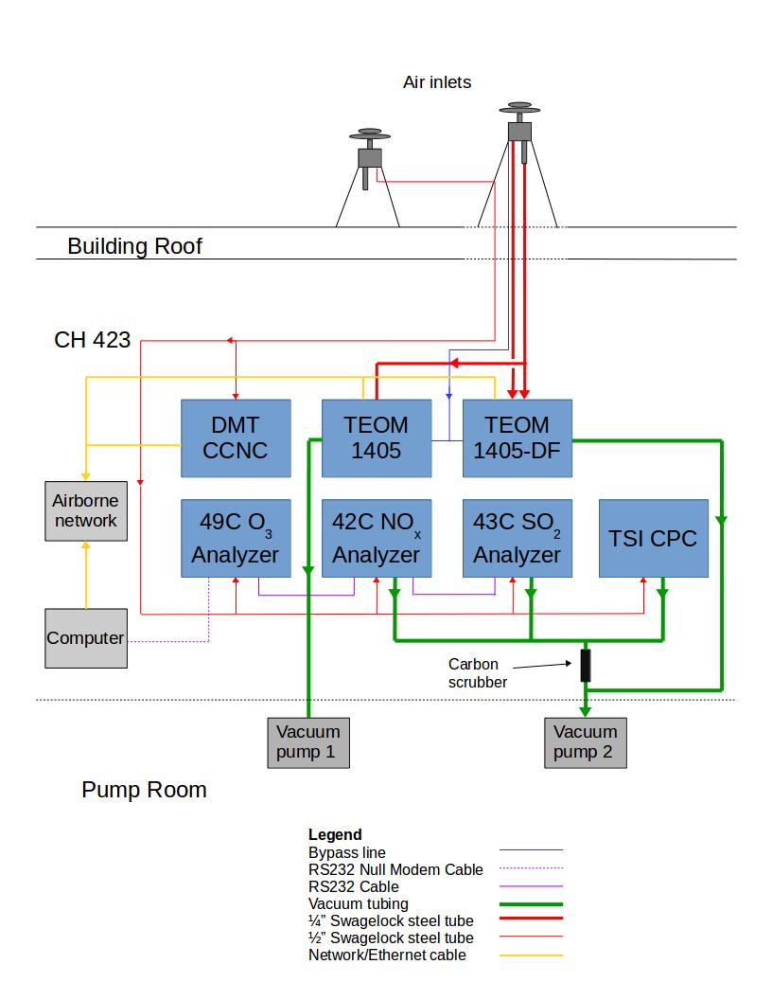 Air inlets
Building Roof
CH 423
DMT
CCNC
TEOM
1405
TEOM
1405-DF
Airborne
network
49C O3
Analyzer
42C NOx
Analyzer
43C SO2
Analyzer
TSI CPC
Computer
Carbon
scrubber
Vacuum
pump 1
Vacuum
pump 2
Pump Room
Legend
Bypass line
RS232 Null Modem Cable
RS232 Cable
Vacuum tubing
¼” Swagelock steel tube
½” Swagelock steel tube
Network/Ethernet cable